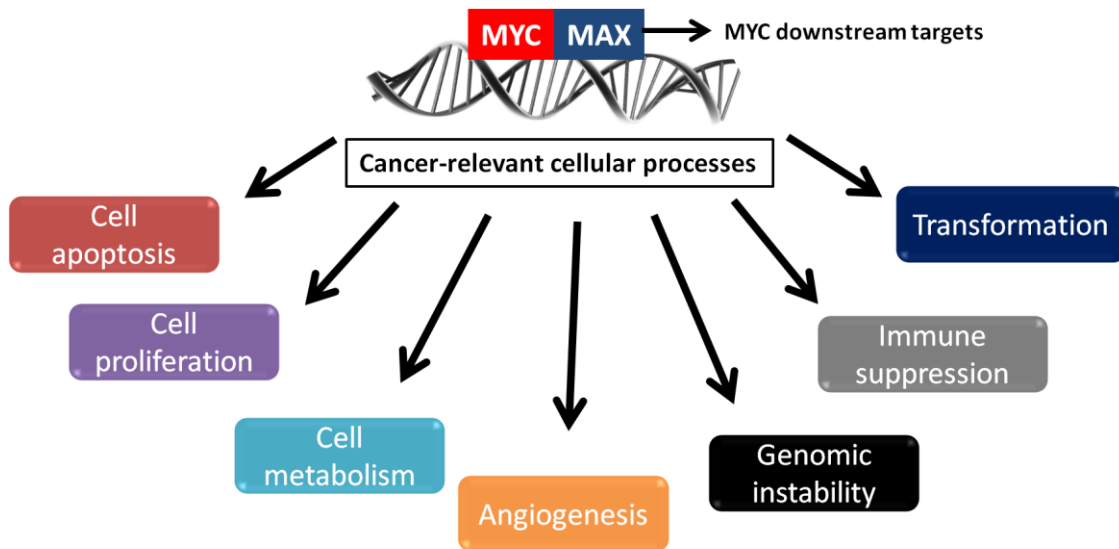 MYC MAX MYC downstream targets
Cancer-relevant cellular processes
Cell
apoptosis
Cell
proliferation
Cell
metabolism
Angiogenesis
Genomic
instability
Immune
suppression
Transformation